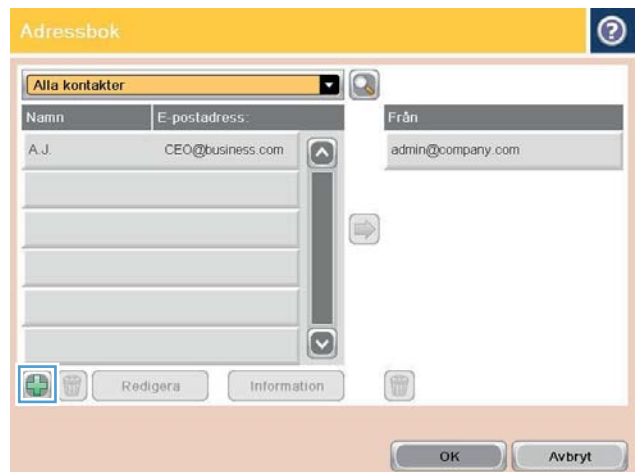 Adressbok
Alla kontakter
Namn E-postadress: Från
A.J. CEO@business.com admin@company.com
Redigera Information
OK Avbryt